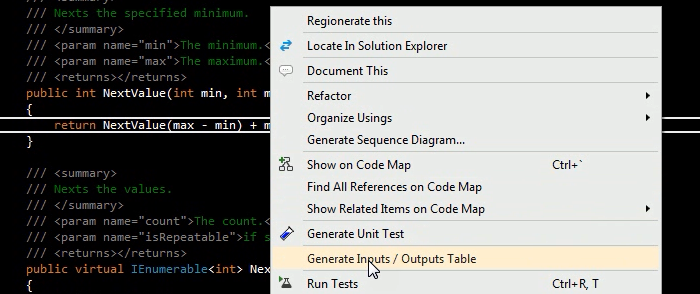 /// <summary>
/// Nexts the specified minimum.
/// </summary>
/// <param name="min">The minimum.<
/// <param name="max">The maximum.<
/// <returns></returns>
public int NextValue(int min, int m
{
return NextValue(max - min) + m
}
/// <summary>
/// Nexts the values.
/// </summary>
/// <param name="count">The count.<
/// <param name="isRepeatable">if s
/// <returns></returns>
public virtual IEnumerable<int> Nex
Regionerate this
Locate In Solution Explorer
Document This
Refactor
Organize Usings
Generate Sequence Diagram...
Show on Code Map Ctrl+`
Find All References on Code Map
Show Related Items on Code Map
Generate Unit Test
Generate Inputs / Outputs Table
Run Tests Ctrl+R, T